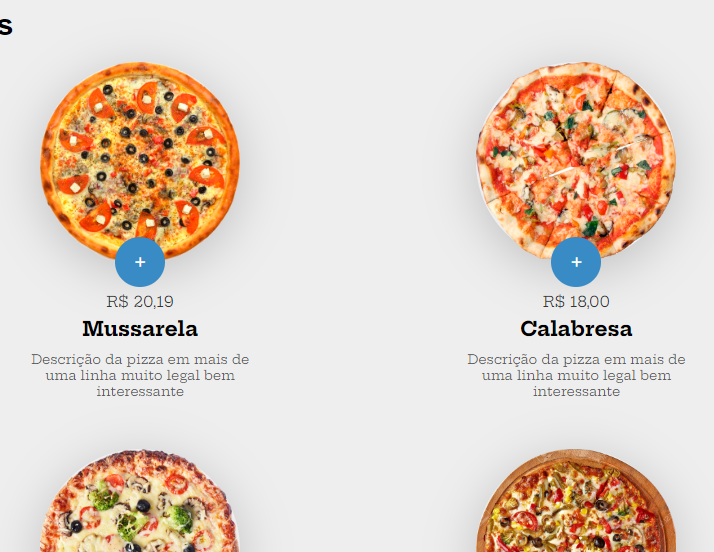 s
+
+
R$ 20,19
R$ 18,00
Mussarela
Calabresa
Descrição da pizza em mais de
uma linha muito legal bem
interessante
Descrição da pizza em mais de
uma linha muito legal bem
interessante